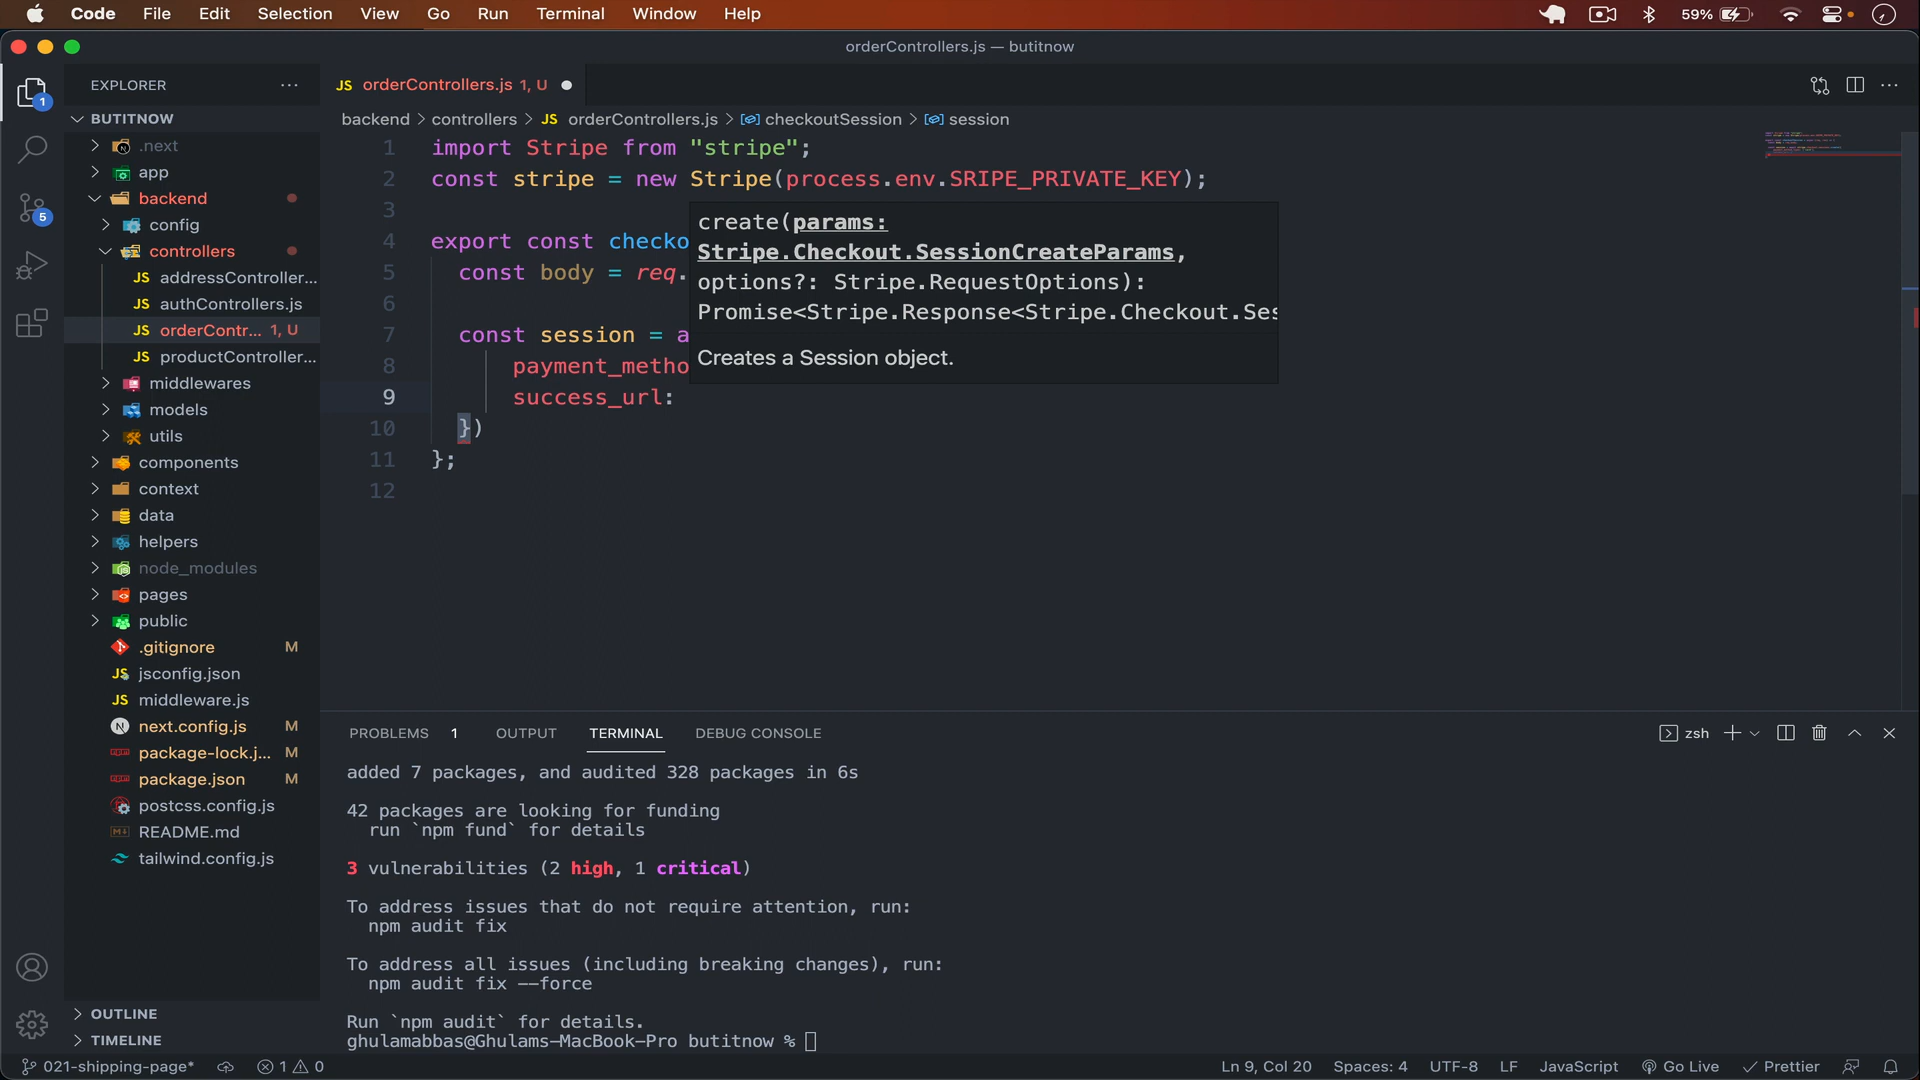 Code File Edit Selection View Go Run Terminal Window Help 59%
orderControllers.js — butitnow
EXPLORER
orderControllers.js 1, U
BUTITNOW
backend > controllers > JS orderControllers.js > checkoutSession > session
.next
app
backend
config
controllers
JS addressController...
JS authControllers.js
JS orderContr... 1, U
JS productController...
middlewares
models
utils
components
context
data
helpers
node_modules
pages
public
.gitignore M
JS jsconfig.json
JS middleware.js
next.config.js M
package-lock.j... M
package.json M
postcss.config.js
README.md
tailwind.config.js
OUTLINE
TIMELINE
1 import Stripe from "stripe";
2 const stripe = new Stripe(process.env.SRIPE_PRIVATE_KEY);
3
4 export const checko
5 const body = req.
6
7 const session = a
8 payment_metho
9 success_url:
10 })
11 };
12
create(params:
Stripe.Checkout.SessionCreateParams,
options?: Stripe.RequestOptions):
Promise<Stripe.Response<Stripe.Checkout.Ses
Creates a Session object.
PROBLEMS 1 OUTPUT TERMINAL DEBUG CONSOLE zsh
added 7 packages, and audited 328 packages in 6s
42 packages are looking for funding
run `npm fund` for details
3 vulnerabilities (2 high, 1 critical)
To address issues that do not require attention, run:
npm audit fix
To address all issues (including breaking changes), run:
npm audit fix --force
Run `npm audit` for details.
ghulamabbas@Ghulams-MacBook-Pro butitnow %
021-shipping-page* 1 0 Ln 9, Col 20 Spaces: 4 UTF-8 LF JavaScript Go Live Prettier
1
5